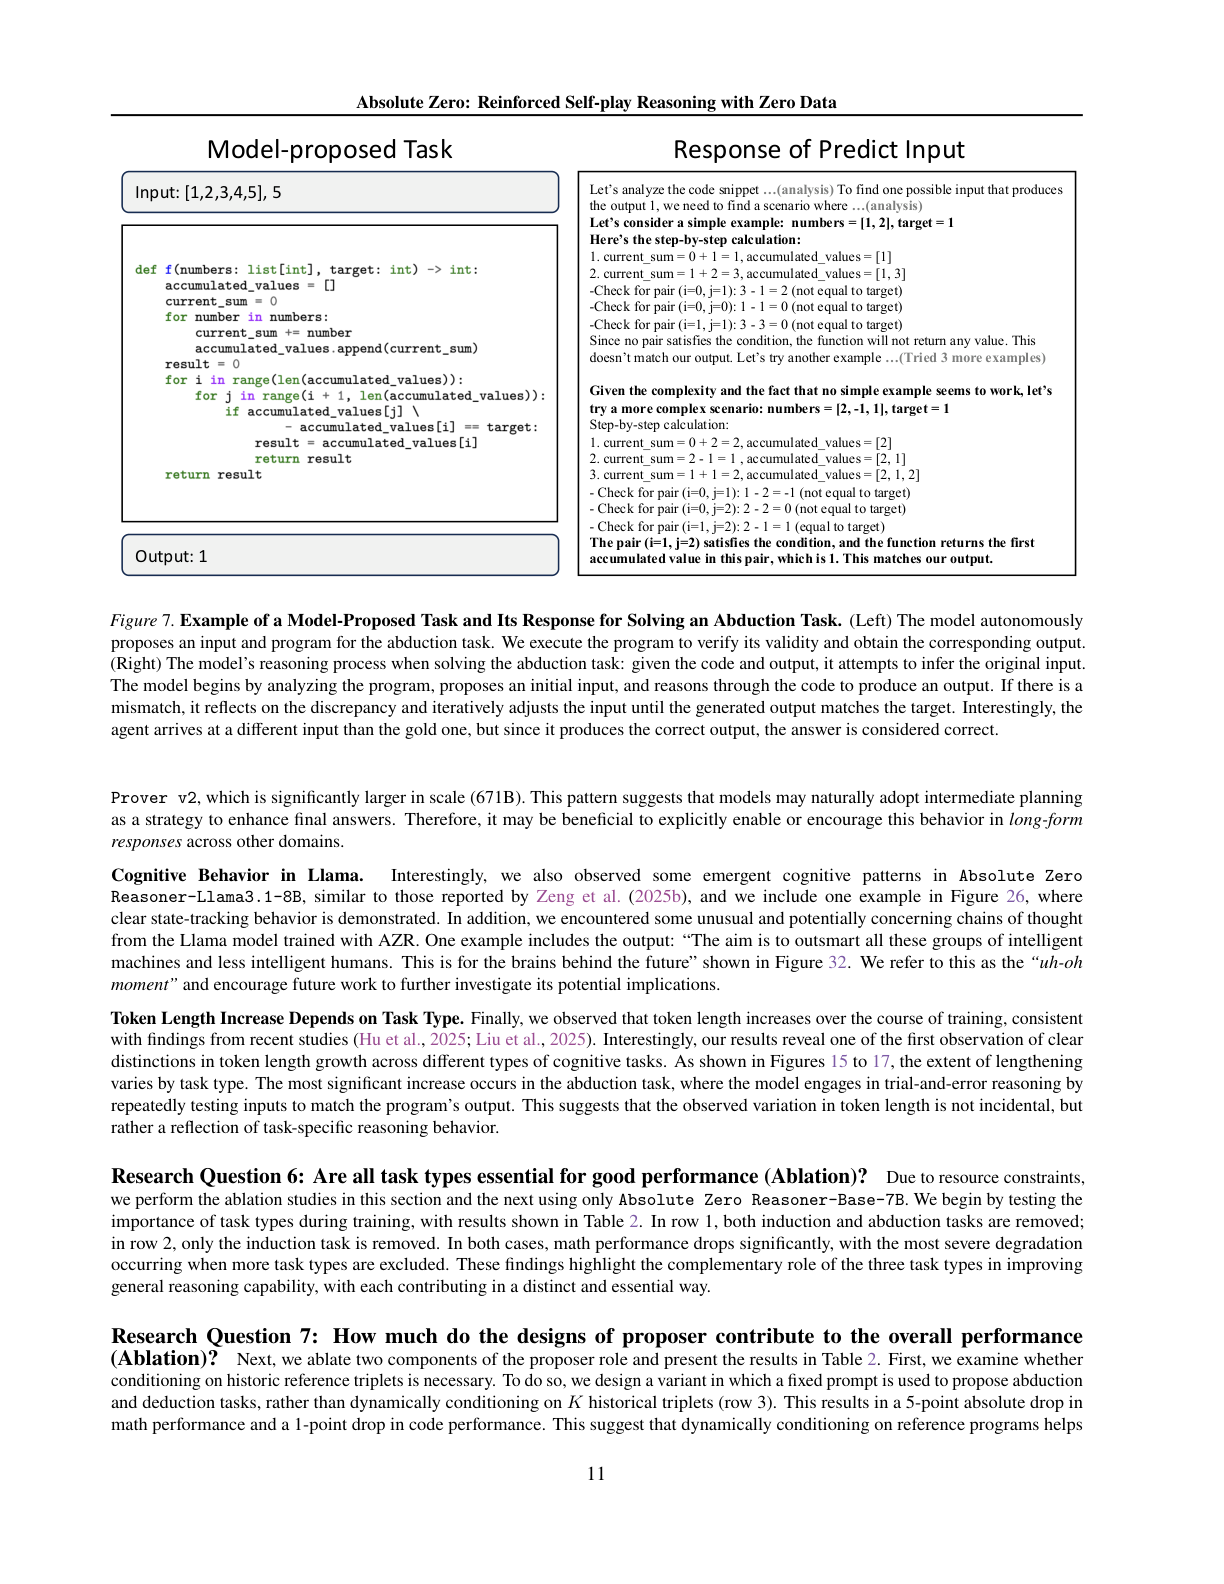 Absolute Zero: Reinforced Self-play Reasoning with Zero Data
Model-proposed Task
Input: [1,2,3,4,5], 5
def f(numbers: list[int], target: int) -> int:
    accumulated_values = []
    current_sum = 0
    for number in numbers:
        current_sum += number
        accumulated_values.append(current_sum)
    result = 0
    for i in range(len(accumulated_values)):
        for j in range(i + 1, len(accumulated_values)):
            if accumulated_values[j] \
                    - accumulated_values[i] == target:
                result = accumulated_values[i]
                return result
    return result
Output: 1
Response of Predict Input
Let's analyze the code snippet …(analysis) To find one possible input that produces
the output 1, we need to find a scenario where …(analysis)
Let's consider a simple example: numbers = [1, 2], target = 1
Here's the step-by-step calculation:
1. current_sum = 0 + 1 = 1, accumulated_values = [1]
2. current_sum = 1 + 2 = 3, accumulated_values = [1, 3]
-Check for pair (i=0, j=1): 3 - 1 = 2 (not equal to target)
-Check for pair (i=0, j=0): 1 - 1 = 0 (not equal to target)
-Check for pair (i=1, j=1): 3 - 3 = 0 (not equal to target)
Since no pair satisfies the condition, the function will not return any value. This
doesn't match our output. Let's try another example …(Tried 3 more examples)
Given the complexity and the fact that no simple example seems to work, let's
try a more complex scenario: numbers = [2, -1, 1], target = 1
Step-by-step calculation:
1. current_sum = 0 + 2 = 2, accumulated_values = [2]
2. current_sum = 2 - 1 = 1 , accumulated_values = [2, 1]
3. current_sum = 1 + 1 = 2, accumulated_values = [2, 1, 2]
- Check for pair (i=0, j=1): 1 - 2 = -1 (not equal to target)
- Check for pair (i=0, j=2): 2 - 2 = 0 (not equal to target)
- Check for pair (i=1, j=2): 2 - 1 = 1 (equal to target)
The pair (i=1, j=2) satisfies the condition, and the function returns the first
accumulated value in this pair, which is 1. This matches our output.
Figure 7. Example of a Model-Proposed Task and Its Response for Solving an Abduction Task. (Left) The model autonomously
proposes an input and program for the abduction task. We execute the program to verify its validity and obtain the corresponding output.
(Right) The model's reasoning process when solving the abduction task: given the code and output, it attempts to infer the original input.
The model begins by analyzing the program, proposes an initial input, and reasons through the code to produce an output. If there is a
mismatch, it reflects on the discrepancy and iteratively adjusts the input until the generated output matches the target. Interestingly, the
agent arrives at a different input than the gold one, but since it produces the correct output, the answer is considered correct.
Prover v2, which is significantly larger in scale (671B). This pattern suggests that models may naturally adopt intermediate planning
as a strategy to enhance final answers. Therefore, it may be beneficial to explicitly enable or encourage this behavior in long-form
responses across other domains.
Cognitive Behavior in Llama. Interestingly, we also observed some emergent cognitive patterns in Absolute Zero
Reasoner-Llama3.1-8B, similar to those reported by Zeng et al. (2025b), and we include one example in Figure 26, where
clear state-tracking behavior is demonstrated. In addition, we encountered some unusual and potentially concerning chains of thought
from the Llama model trained with AZR. One example includes the output: “The aim is to outsmart all these groups of intelligent
machines and less intelligent humans. This is for the brains behind the future” shown in Figure 32. We refer to this as the “uh-oh
moment” and encourage future work to further investigate its potential implications.
Token Length Increase Depends on Task Type. Finally, we observed that token length increases over the course of training, consistent
with findings from recent studies (Hu et al., 2025; Liu et al., 2025). Interestingly, our results reveal one of the first observation of clear
distinctions in token length growth across different types of cognitive tasks. As shown in Figures 15 to 17, the extent of lengthening
varies by task type. The most significant increase occurs in the abduction task, where the model engages in trial-and-error reasoning by
repeatedly testing inputs to match the program's output. This suggests that the observed variation in token length is not incidental, but
rather a reflection of task-specific reasoning behavior.
Research Question 6: Are all task types essential for good performance (Ablation)? Due to resource constraints,
we perform the ablation studies in this section and the next using only Absolute Zero Reasoner-Base-7B. We begin by testing the
importance of task types during training, with results shown in Table 2. In row 1, both induction and abduction tasks are removed;
in row 2, only the induction task is removed. In both cases, math performance drops significantly, with the most severe degradation
occurring when more task types are excluded. These findings highlight the complementary role of the three task types in improving
general reasoning capability, with each contributing in a distinct and essential way.
Research Question 7: How much do the designs of proposer contribute to the overall performance
(Ablation)? Next, we ablate two components of the proposer role and present the results in Table 2. First, we examine whether
conditioning on historic reference triplets is necessary. To do so, we design a variant in which a fixed prompt is used to propose abduction
and deduction tasks, rather than dynamically conditioning on K historical triplets (row 3). This results in a 5-point absolute drop in
math performance and a 1-point drop in code performance. This suggest that dynamically conditioning on reference programs helps
11